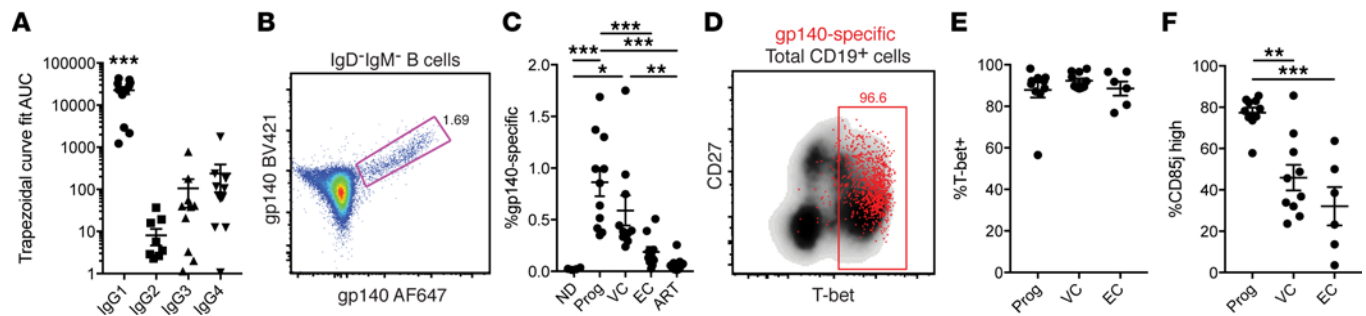 A
Trapezoidal curve fit AUC
100000
10000
1000
100
10
1
***
IgG1
IgG2
IgG3
IgG4
B
IgD-IgM- B cells
1.69
gp140 BV421
gp140 AF647
C
%gp140-specific
2.0
1.5
1.0
0.5
0.0
***
***
***
*
**
ND
Prog
VC
EC
ART
D
gp140-specific
Total CD19+ cells
96.6
CD27
T-bet
E
%T-bet+
100
80
60
40
20
0
Prog
VC
EC
F
%CD85j high
100
80
60
40
20
0
**
***
Prog
VC
EC